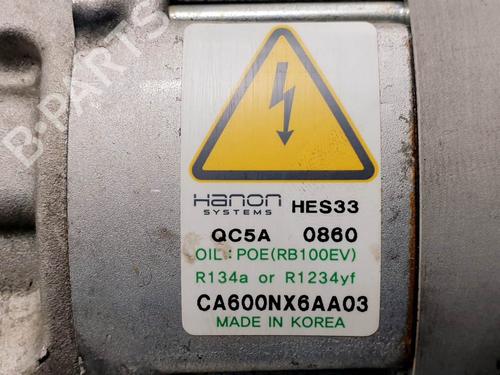 B-PARTS
Hanon
SYSTEMS
HES33
QC5A 0860
OIL:POE(RB100EV)
R134a or R1234yf
CA600NX6AA03
MADE IN KOREA